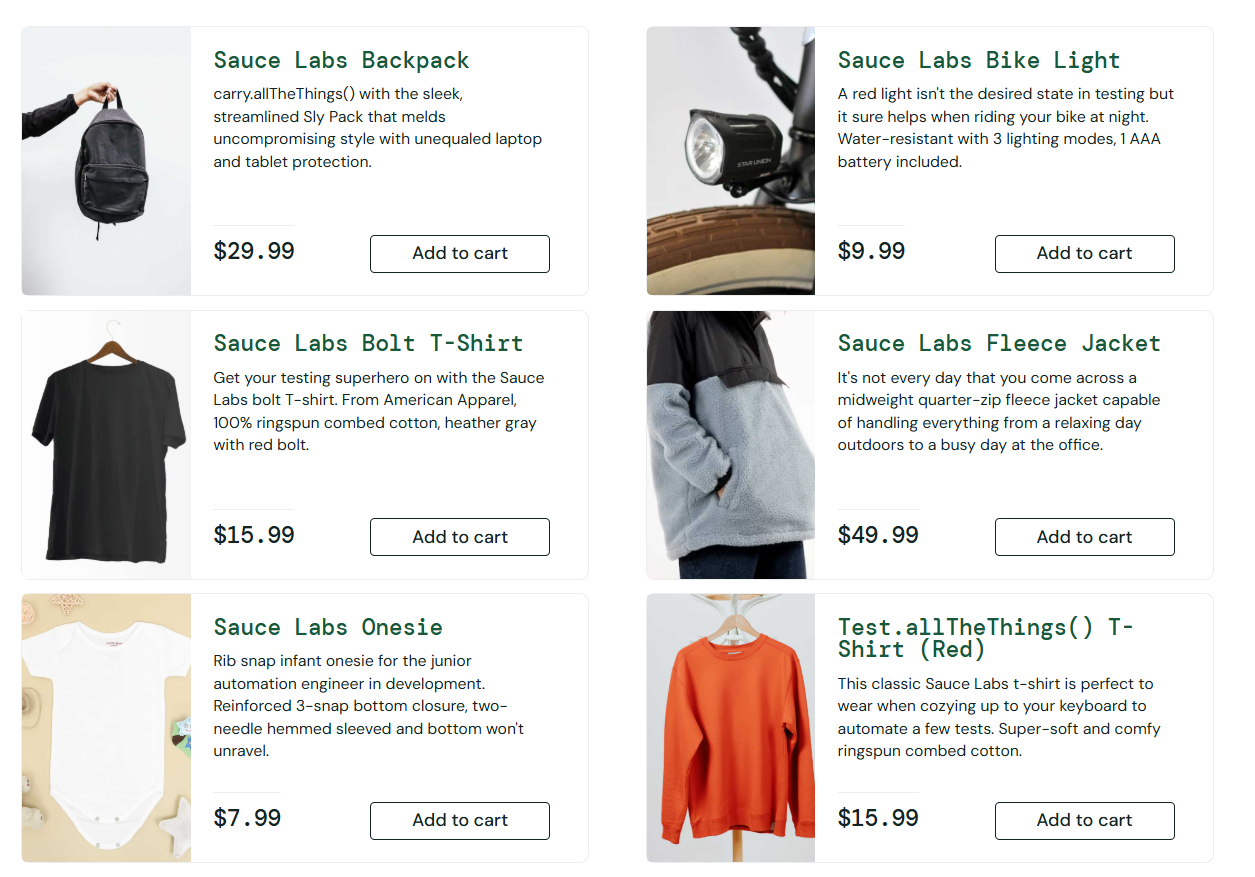 Sauce Labs Backpack
carry.allTheThings() with the sleek,
streamlined Sly Pack that melds
uncompromising style with unequaled laptop
and tablet protection.
$29.99
Add to cart
Sauce Labs Bike Light
A red light isn't the desired state in testing but
it sure helps when riding your bike at night.
Water-resistant with 3 lighting modes, 1 AAA
battery included.
$9.99
Add to cart
STAR UNION
Sauce Labs Bolt T-Shirt
Get your testing superhero on with the Sauce
Labs bolt T-shirt. From American Apparel,
100% ringspun combed cotton, heather gray
with red bolt.
$15.99
Add to cart
Sauce Labs Fleece Jacket
It's not every day that you come across a
midweight quarter-zip fleece jacket capable
of handling everything from a relaxing day
outdoors to a busy day at the office.
$49.99
Add to cart
Sauce Labs Onesie
Rib snap infant onesie for the junior
automation engineer in development.
Reinforced 3-snap bottom closure, two-
needle hemmed sleeved and bottom won't
unravel.
$7.99
Add to cart
Test.allTheThings() T-
Shirt (Red)
This classic Sauce Labs t-shirt is perfect to
wear when cozying up to your keyboard to
automate a few tests. Super-soft and comfy
ringspun combed cotton.
$15.99
Add to cart